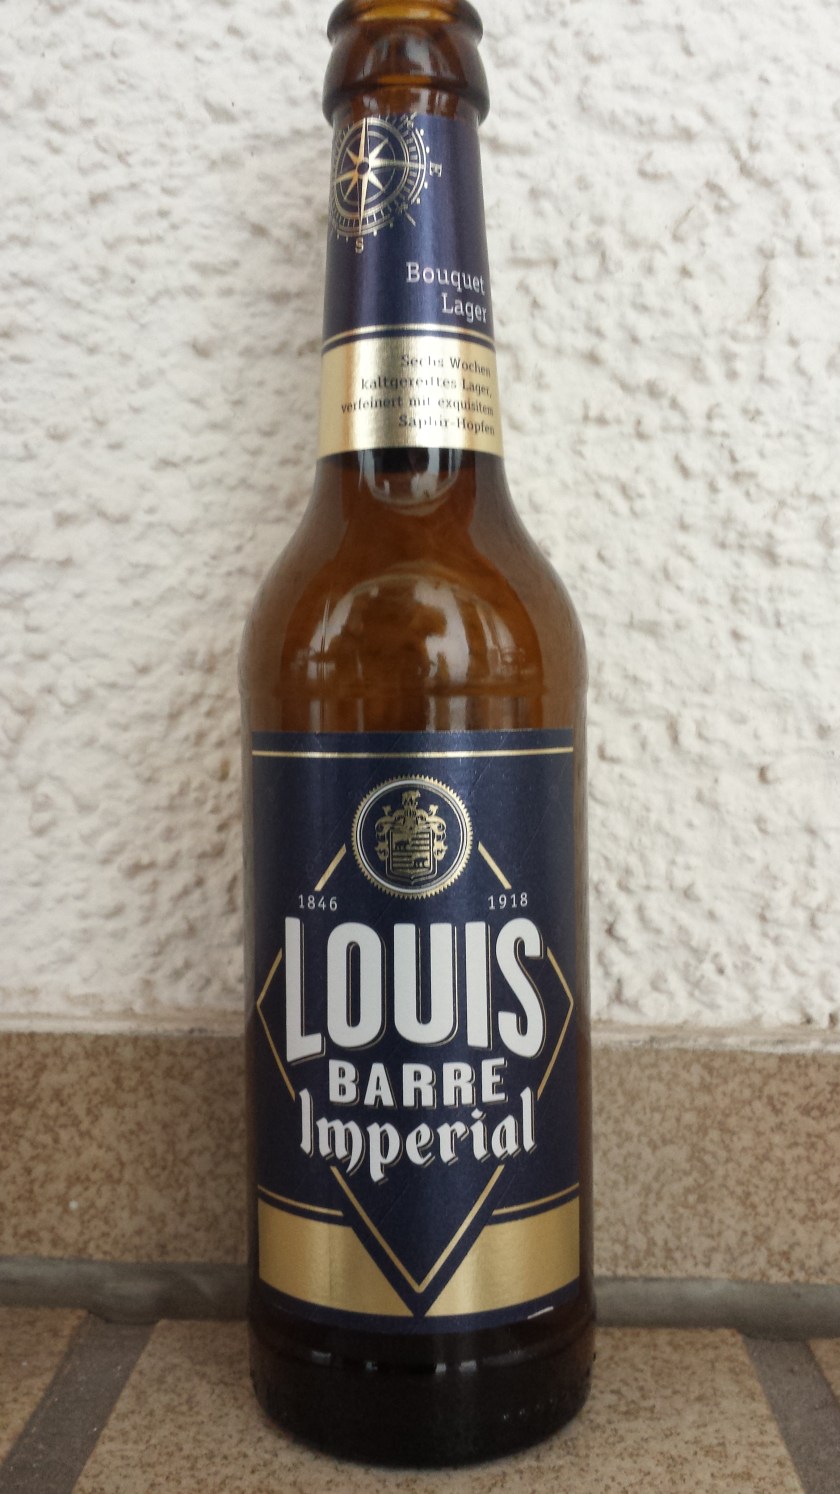 E
S
Bouquet
Lager
Sechs Wochen
kaltgereiftes Lager,
verfeinert mit exquisitem
Saphir-Hopfen
1846 1918
LOUIS
BARRE
Imperial